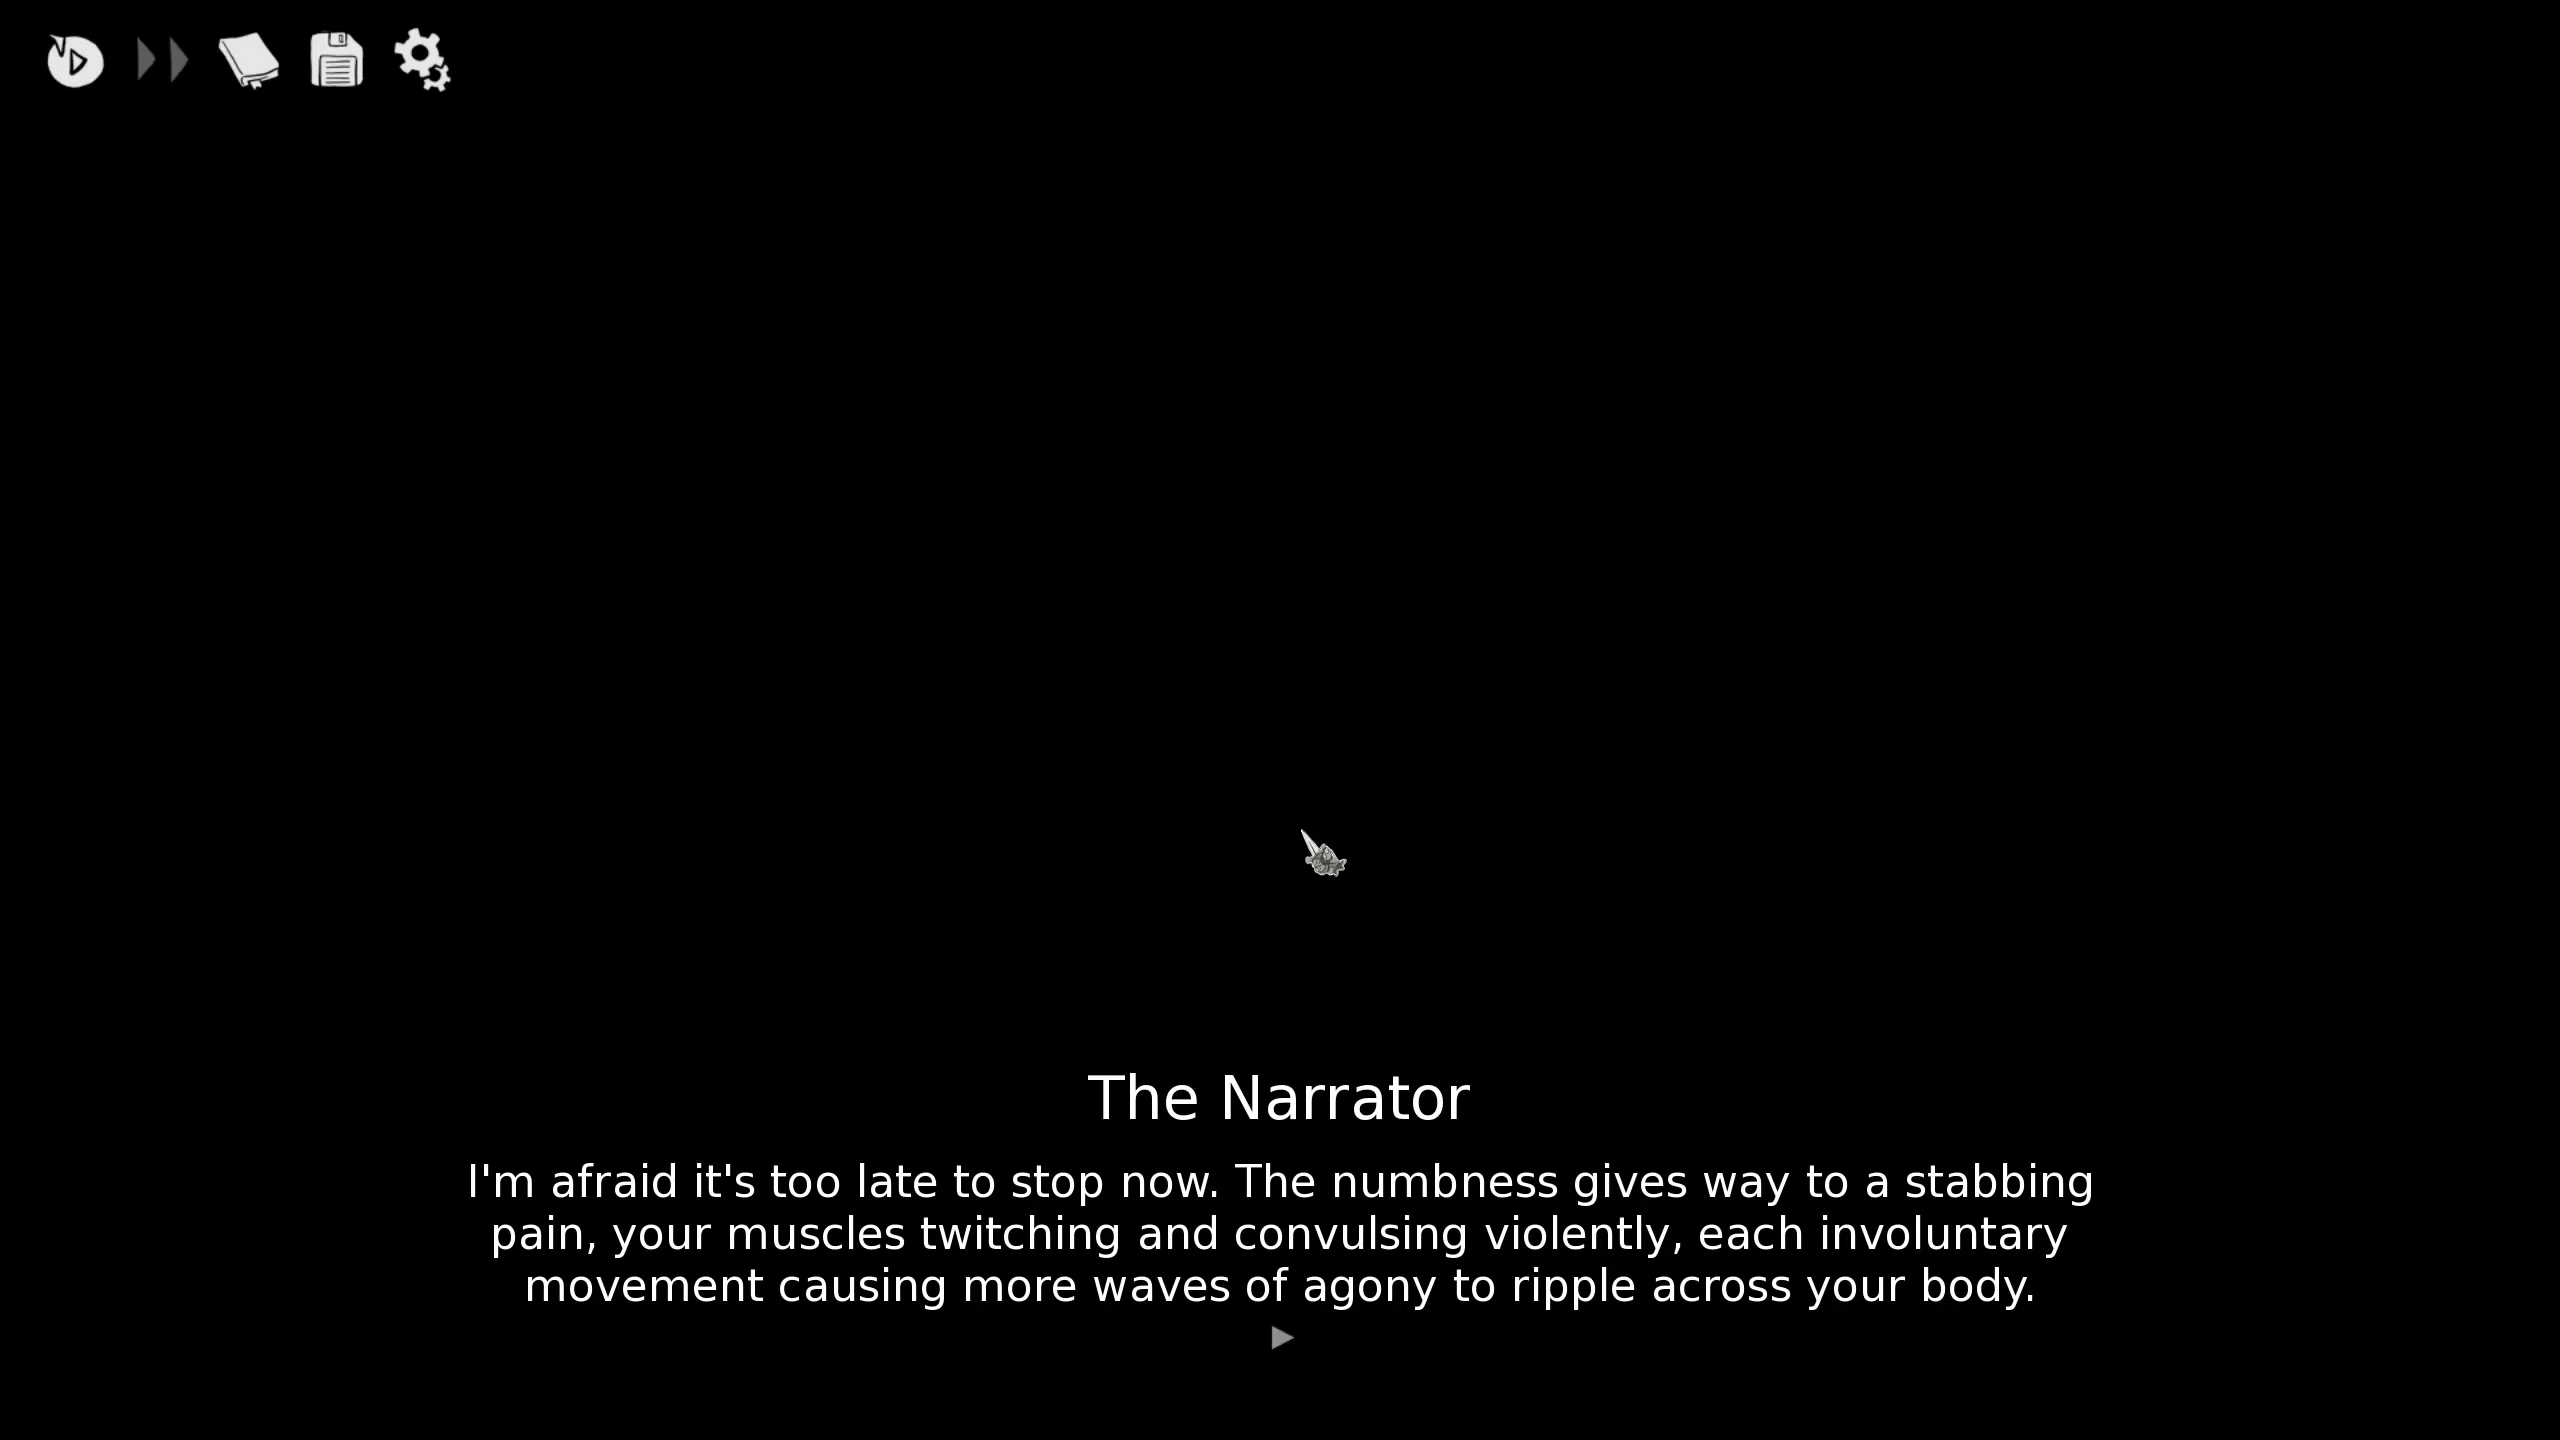 The Narrator
I'm afraid it's too late to stop now. The numbness gives way to a stabbing
pain, your muscles twitching and convulsing violently, each involuntary
movement causing more waves of agony to ripple across your body.